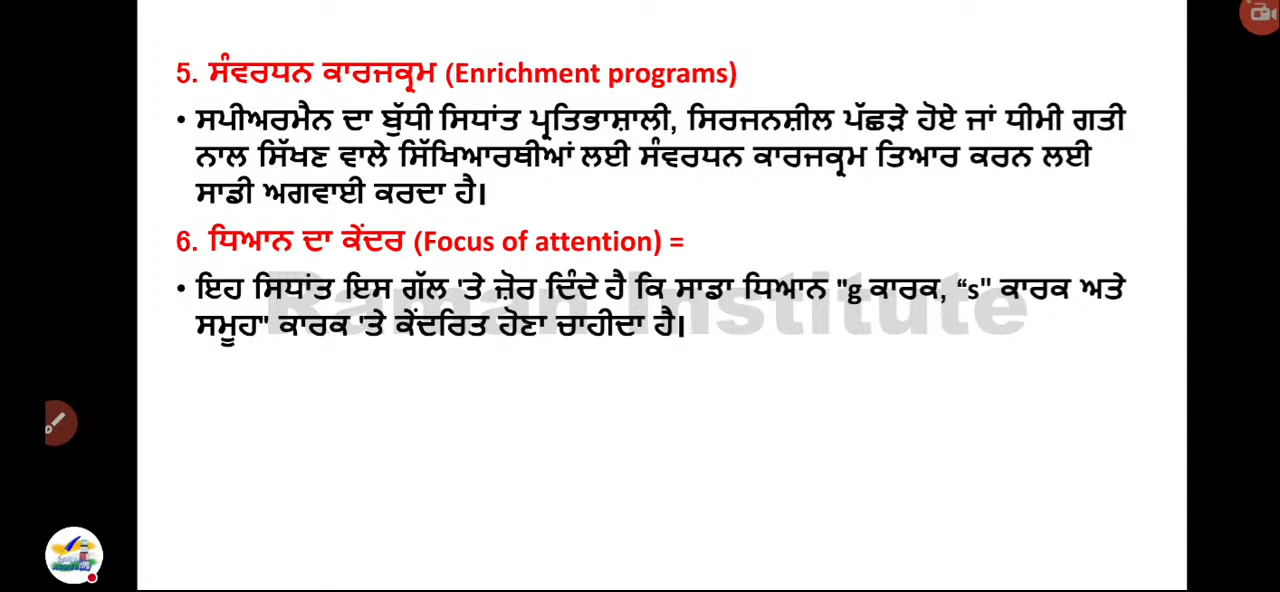 5. ਸੰਵਰਧਨ ਕਾਰਜਕ੍ਰਮ (Enrichment programs)
• ਸਪੀਅਰਮੈਨ ਦਾ ਬੁੱਧੀ ਸਿਧਾਂਤ ਪ੍ਰਤਿਭਾਸ਼ਾਲੀ, ਸਿਰਜਨਸ਼ੀਲ ਪੱਛੜੇ ਹੋਏ ਜਾਂ ਧੀਮੀ ਗਤੀ
ਨਾਲ ਸਿੱਖਣ ਵਾਲੇ ਸਿੱਖਿਆਰਥੀਆਂ ਲਈ ਸੰਵਰਧਨ ਕਾਰਜਕ੍ਰਮ ਤਿਆਰ ਕਰਨ ਲਈ
ਸਾਡੀ ਅਗਵਾਈ ਕਰਦਾ ਹੈ।
6. ਧਿਆਨ ਦਾ ਕੇਂਦਰ (Focus of attention) =
• ਇਹ ਸਿਧਾਂਤ ਇਸ ਗੱਲ 'ਤੇ ਜ਼ੋਰ ਦਿੰਦੇ ਹੈ ਕਿ ਸਾਡਾ ਧਿਆਨ "g ਕਾਰਕ, “s" ਕਾਰਕ ਅਤੇ
ਸਮੂਹ" ਕਾਰਕ 'ਤੇ ਕੇਂਦਰਿਤ ਹੋਣਾ ਚਾਹੀਦਾ ਹੈ।
Raman Institute